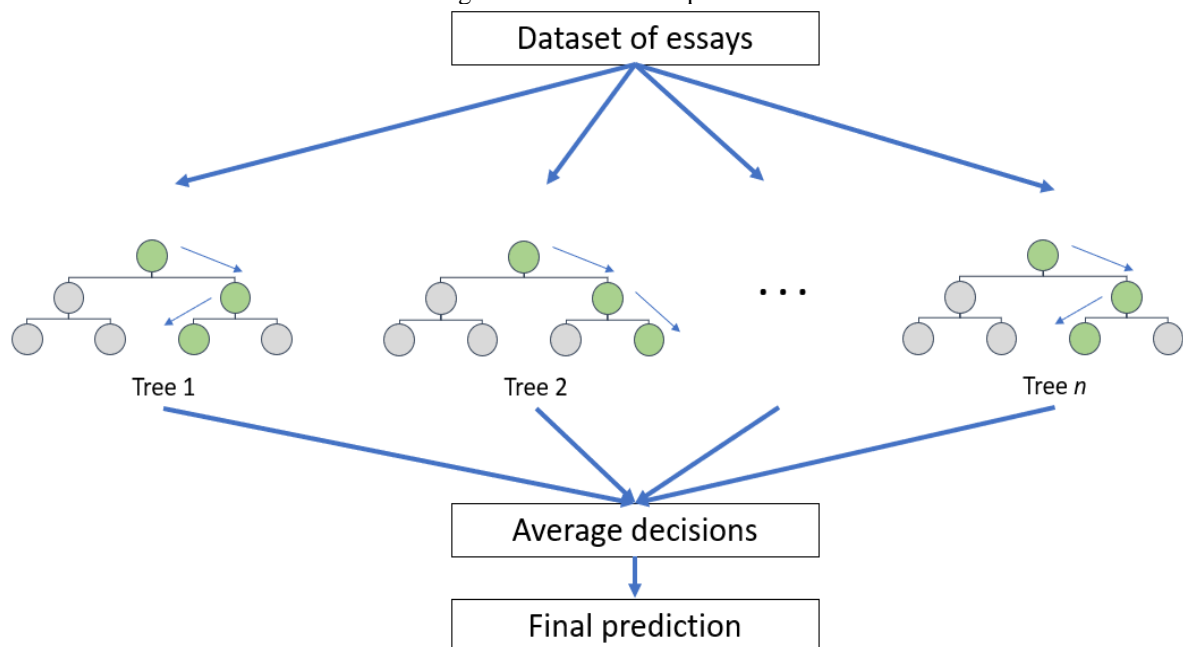 Dataset of essays
. . .
Tree 1
Tree 2
Tree n
Average decisions
Final prediction